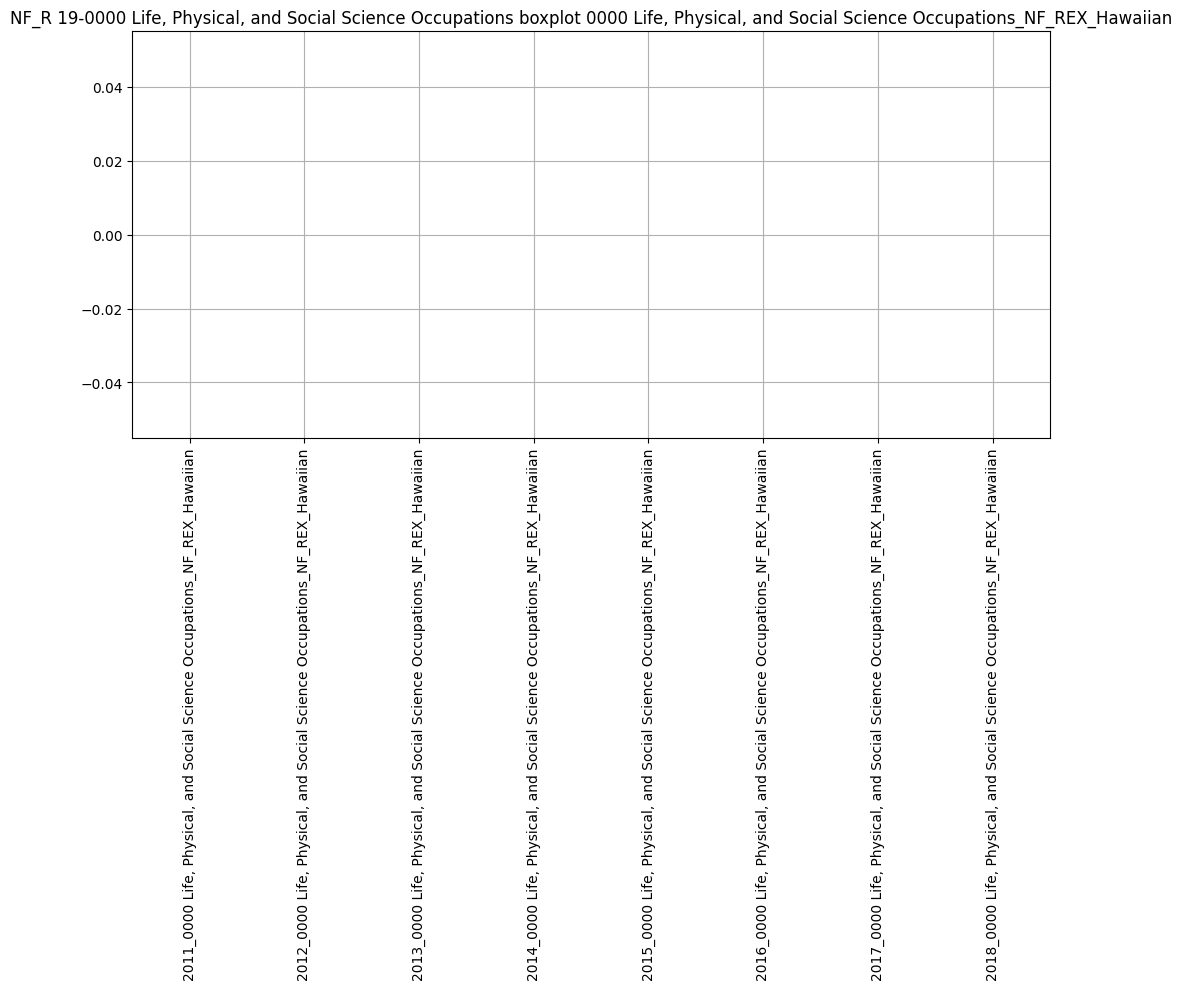 NF_R 19-0000 Life, Physical, and Social Science Occupations boxplot 0000 Life, Physical, and Social Science Occupations_NF_REX_Hawaiian
0.04
0.02
0.00
−0.02
−0.04
2011_0000 Life, Physical, and Social Science Occupations_NF_REX_Hawaiian
2012_0000 Life, Physical, and Social Science Occupations_NF_REX_Hawaiian
2013_0000 Life, Physical, and Social Science Occupations_NF_REX_Hawaiian
2014_0000 Life, Physical, and Social Science Occupations_NF_REX_Hawaiian
2015_0000 Life, Physical, and Social Science Occupations_NF_REX_Hawaiian
2016_0000 Life, Physical, and Social Science Occupations_NF_REX_Hawaiian
2017_0000 Life, Physical, and Social Science Occupations_NF_REX_Hawaiian
2018_0000 Life, Physical, and Social Science Occupations_NF_REX_Hawaiian